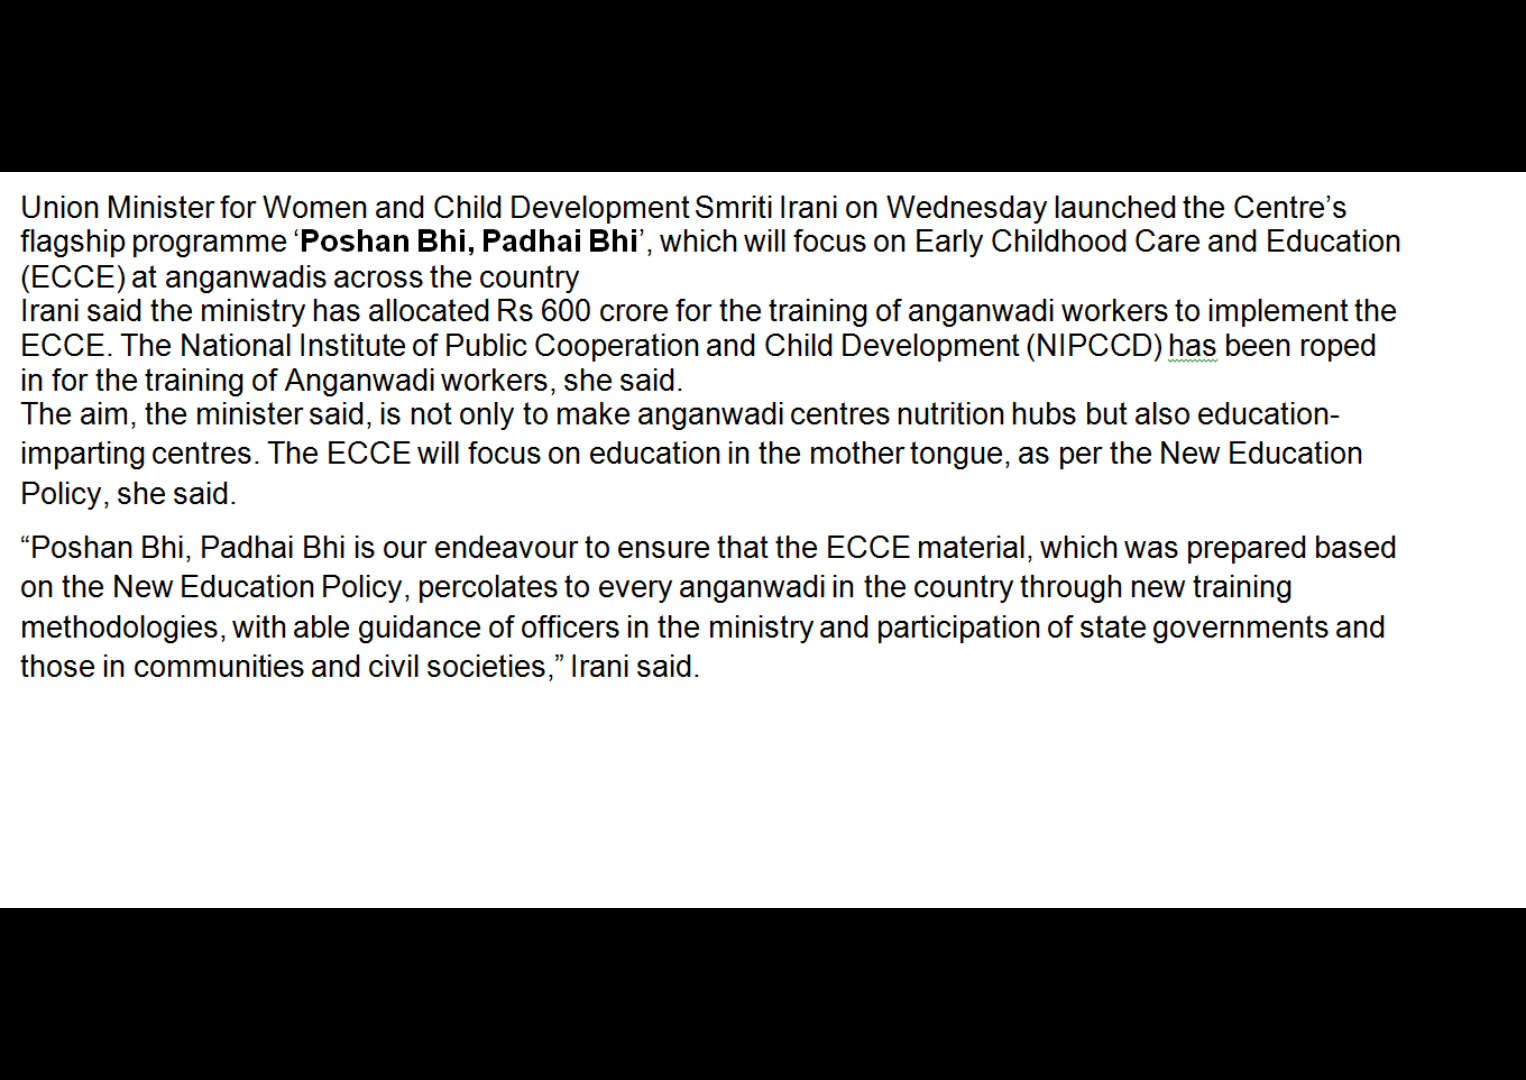 Union Minister for Women and Child Development Smriti Irani on Wednesday launched the Centre’s
flagship programme ‘Poshan Bhi, Padhai Bhi’, which will focus on Early Childhood Care and Education
(ECCE) at anganwadis across the country
Irani said the ministry has allocated Rs 600 crore for the training of anganwadi workers to implement the
ECCE. The National Institute of Public Cooperation and Child Development (NIPCCD) has been roped
in for the training of Anganwadi workers, she said.
The aim, the minister said, is not only to make anganwadi centres nutrition hubs but also education-
imparting centres. The ECCE will focus on education in the mother tongue, as per the New Education
Policy, she said.
“Poshan Bhi, Padhai Bhi is our endeavour to ensure that the ECCE material, which was prepared based
on the New Education Policy, percolates to every anganwadi in the country through new training
methodologies, with able guidance of officers in the ministry and participation of state governments and
those in communities and civil societies,” Irani said.